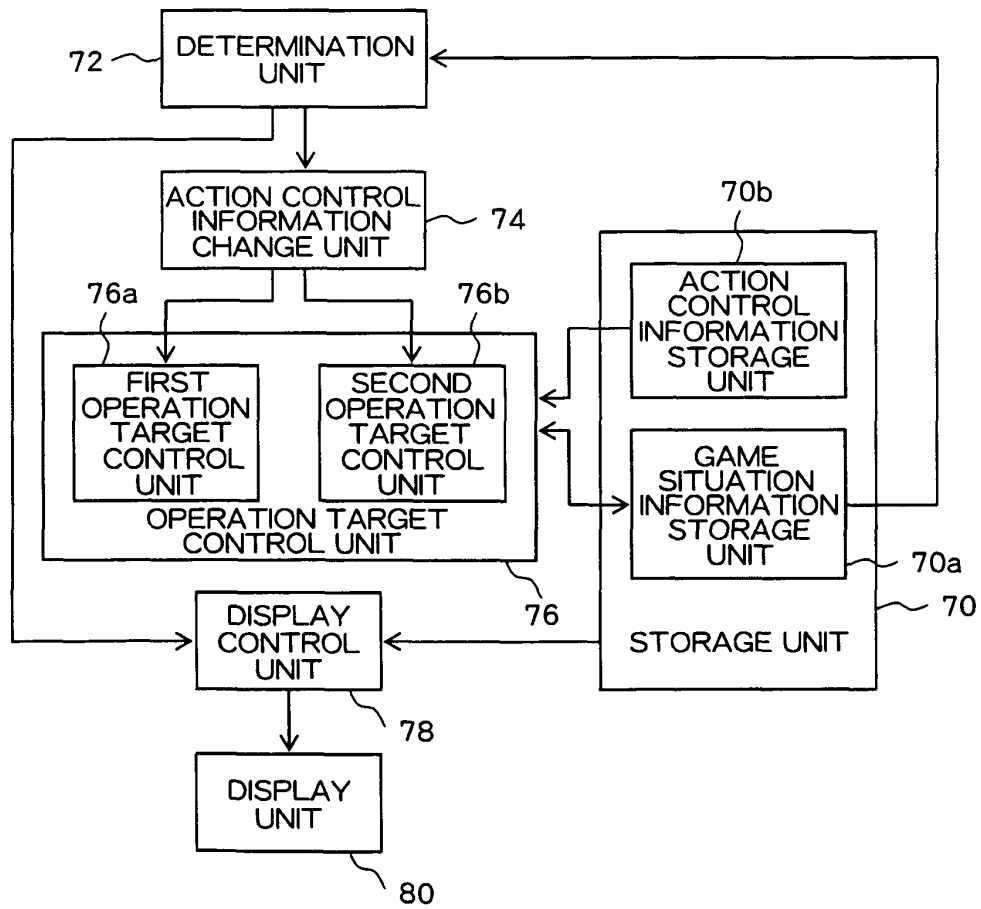 DETERMINATION
UNIT
72
ACTION CONTROL
INFORMATION
CHANGE UNIT
74
70b
ACTION
CONTROL
INFORMATION
STORAGE
UNIT
76a
76b
FIRST
OPERATION
TARGET
CONTROL
UNIT
SECOND
OPERATION
TARGET
CONTROL
UNIT
OPERATION TARGET
CONTROL UNIT
76
GAME
SITUATION
INFORMATION
STORAGE
UNIT
70a
70
STORAGE UNIT
DISPLAY
CONTROL
UNIT
78
DISPLAY
UNIT
80